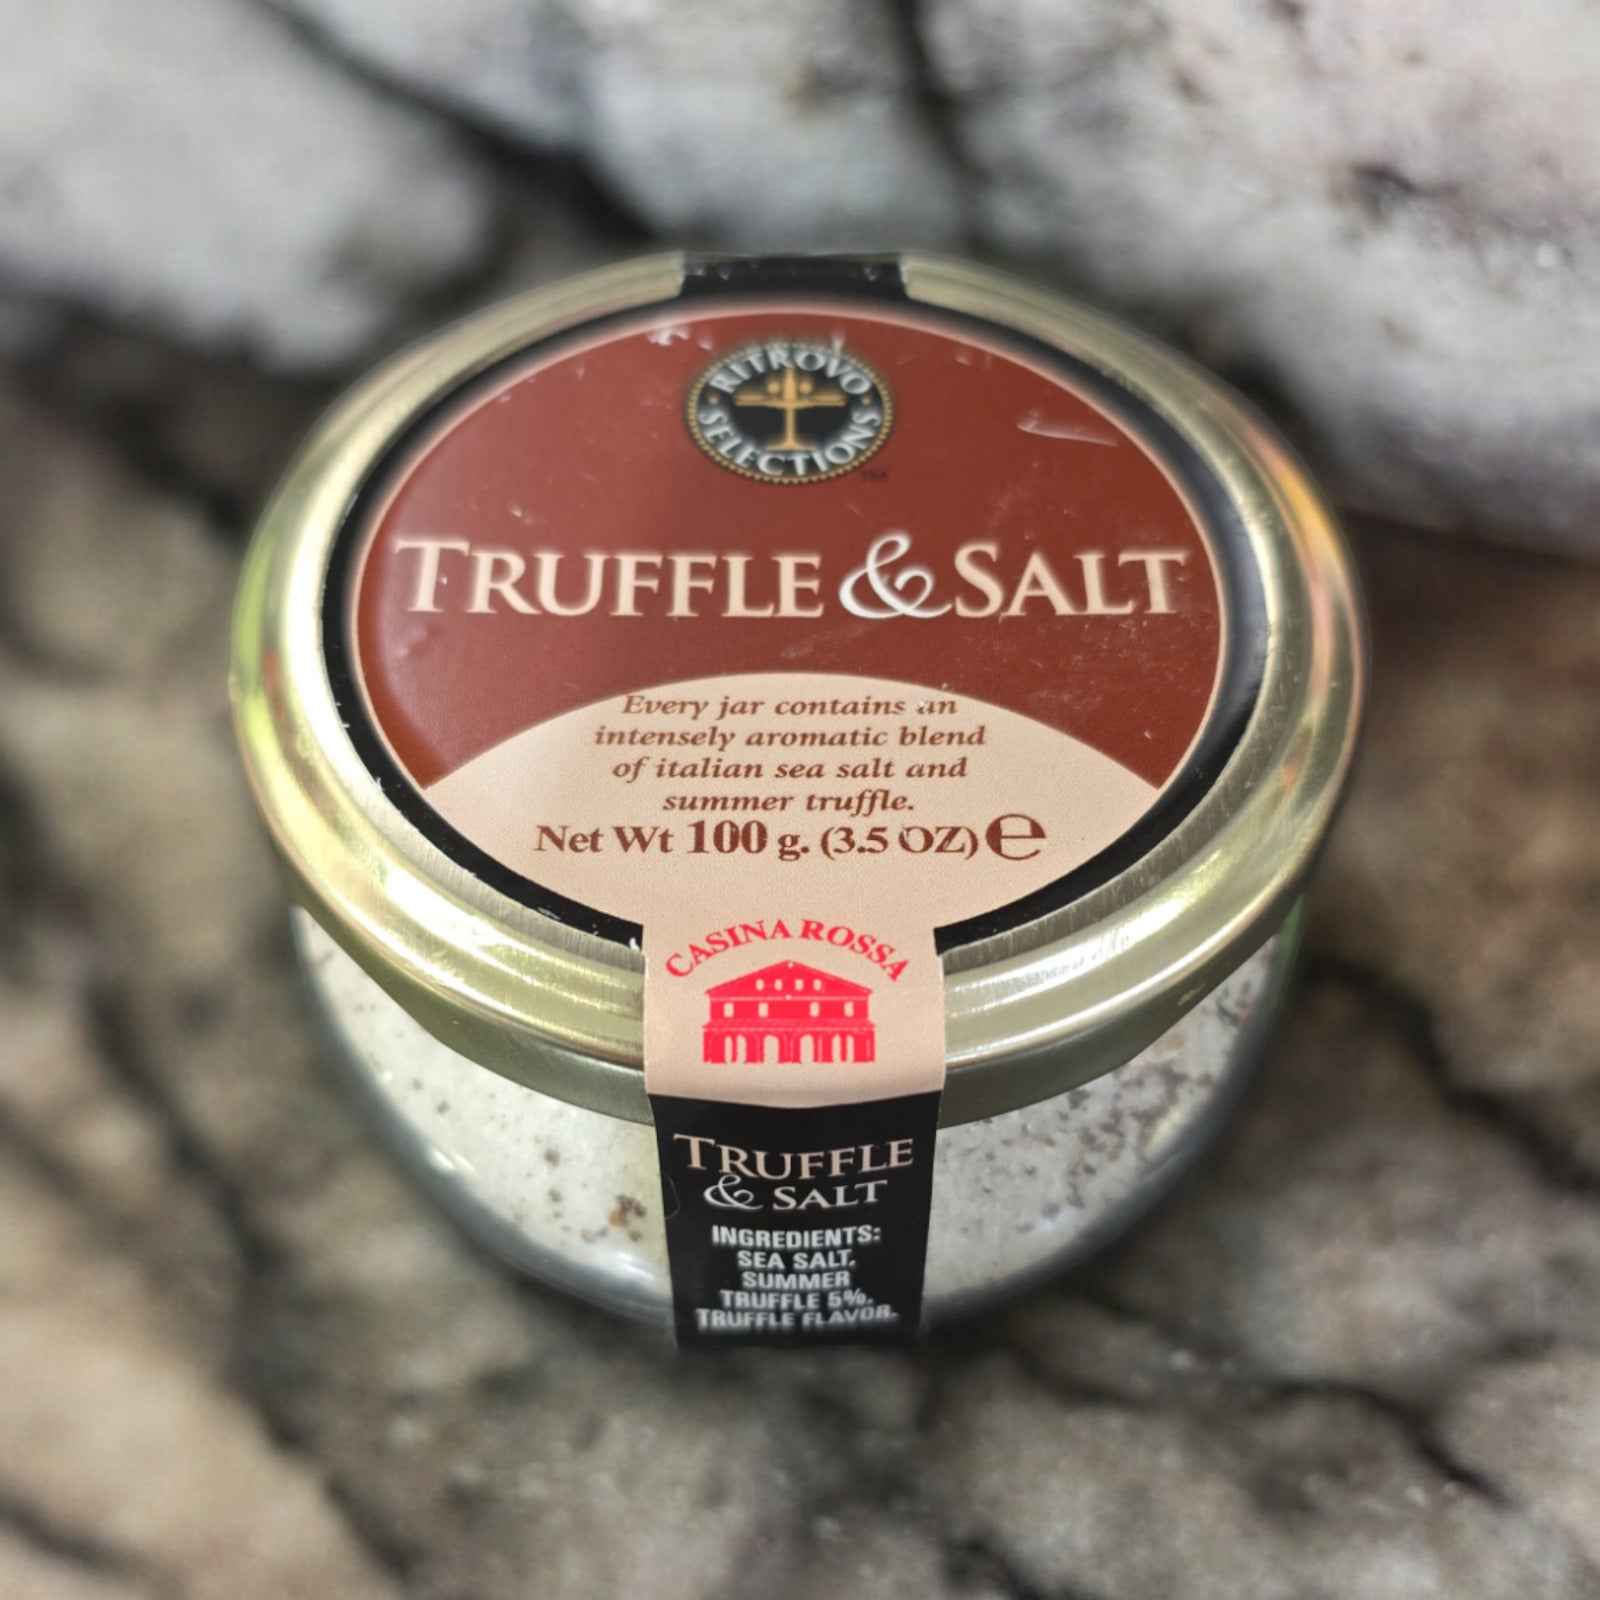 RITROVO
SELECTIONS
TM
TRUFFLE & SALT
Every jar contains an
intensely aromatic blend
of italian sea salt and
summer truffle.
Net Wt 100 g. (3.5 OZ) ℮
CASINA ROSSA
TRUFFLE
& SALT
INGREDIENTS:
SEA SALT,
SUMMER
TRUFFLE 5%.
TRUFFLE FLAVOR.